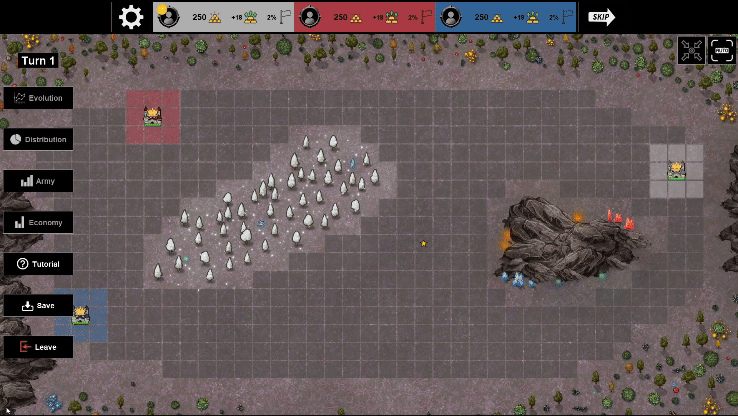 250 +18 2% 250 +18 2% 250 +18 2% SKIP
Turn 1
AUTO
Evolution
Distribution
Army
Economy
Tutorial
Save
Leave